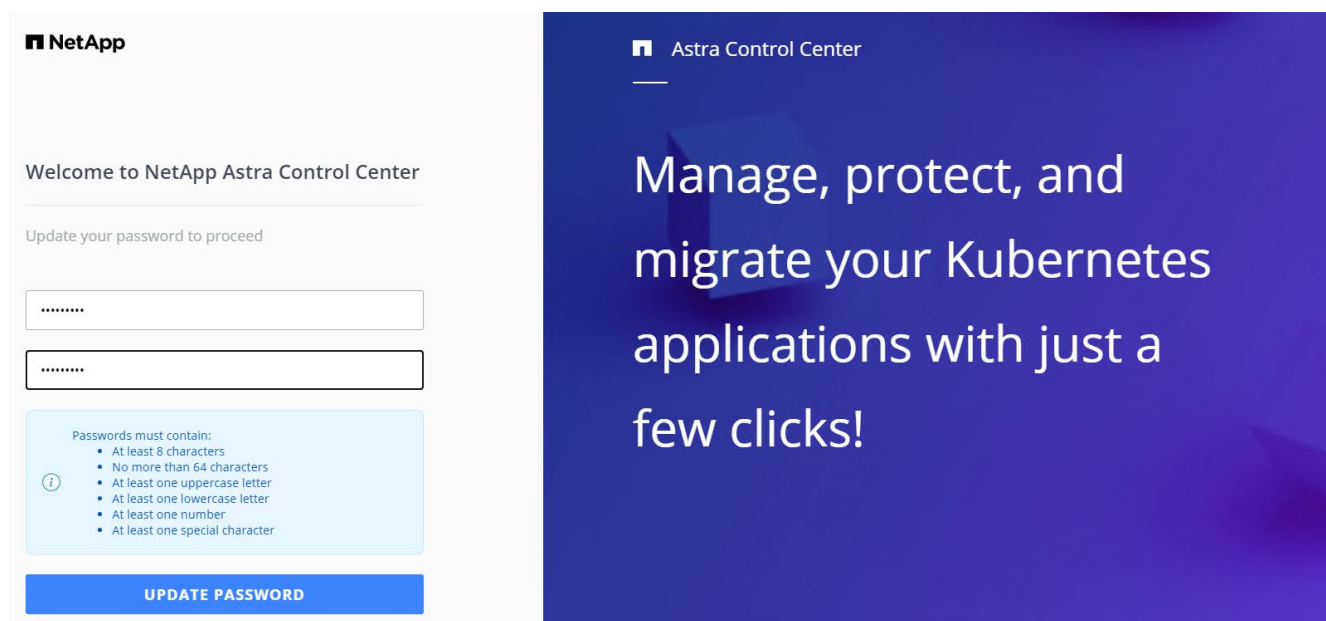 NetApp
Welcome to NetApp Astra Control Center
Update your password to proceed
•••••••••
•••••••••
Passwords must contain:
• At least 8 characters
• No more than 64 characters
• At least one uppercase letter
• At least one lowercase letter
• At least one number
• At least one special character
i
UPDATE PASSWORD
Astra Control Center
Manage, protect, and
migrate your Kubernetes
applications with just a
few clicks!